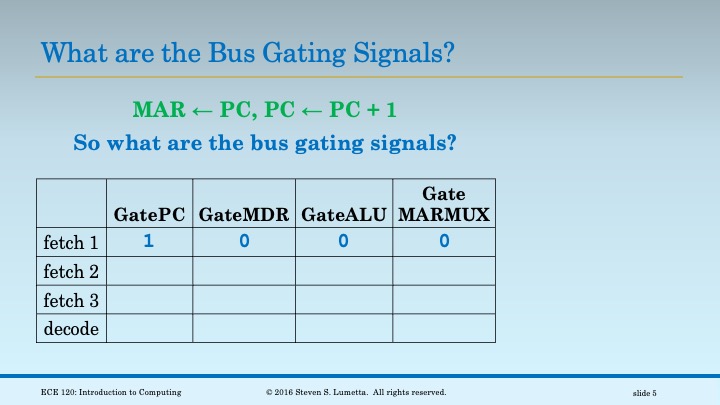 What are the Bus Gating Signals?
MAR ← PC, PC ← PC + 1
So what are the bus gating signals?
GatePC GateMDR GateALU Gate MARMUX
fetch 1 1 0 0 0
fetch 2
fetch 3
decode
ECE 120: Introduction to Computing © 2016 Steven S. Lumetta. All rights reserved. slide 5